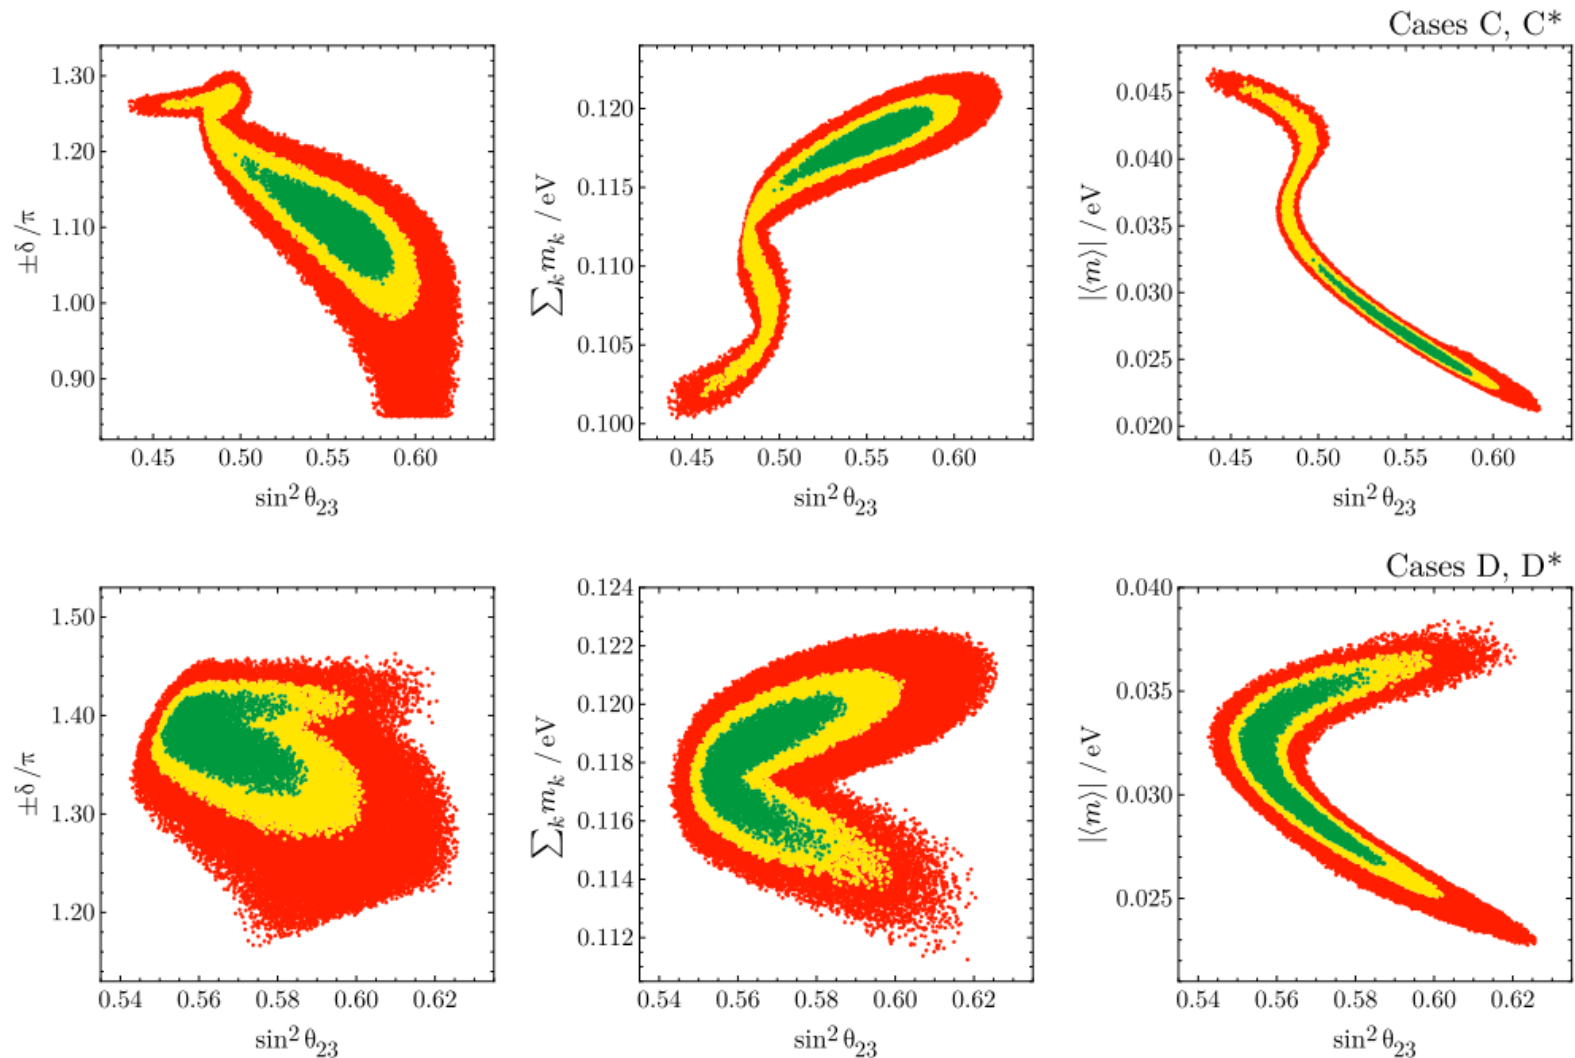 Cases C, C*
1.30
1.20
1.10
1.00
0.90
±δ/π
0.45 0.50 0.55 0.60
sin² θ₂₃
0.120
0.115
0.110
0.105
0.100
∑ₖ mₖ / eV
0.45 0.50 0.55 0.60
sin² θ₂₃
0.045
0.040
0.035
0.030
0.025
0.020
|⟨m⟩| / eV
0.45 0.50 0.55 0.60
sin² θ₂₃
Cases D, D*
1.50
1.40
1.30
1.20
±δ/π
0.54 0.56 0.58 0.60 0.62
sin² θ₂₃
0.124
0.122
0.120
0.118
0.116
0.114
0.112
∑ₖ mₖ / eV
0.54 0.56 0.58 0.60 0.62
sin² θ₂₃
0.040
0.035
0.030
0.025
|⟨m⟩| / eV
0.54 0.56 0.58 0.60 0.62
sin² θ₂₃